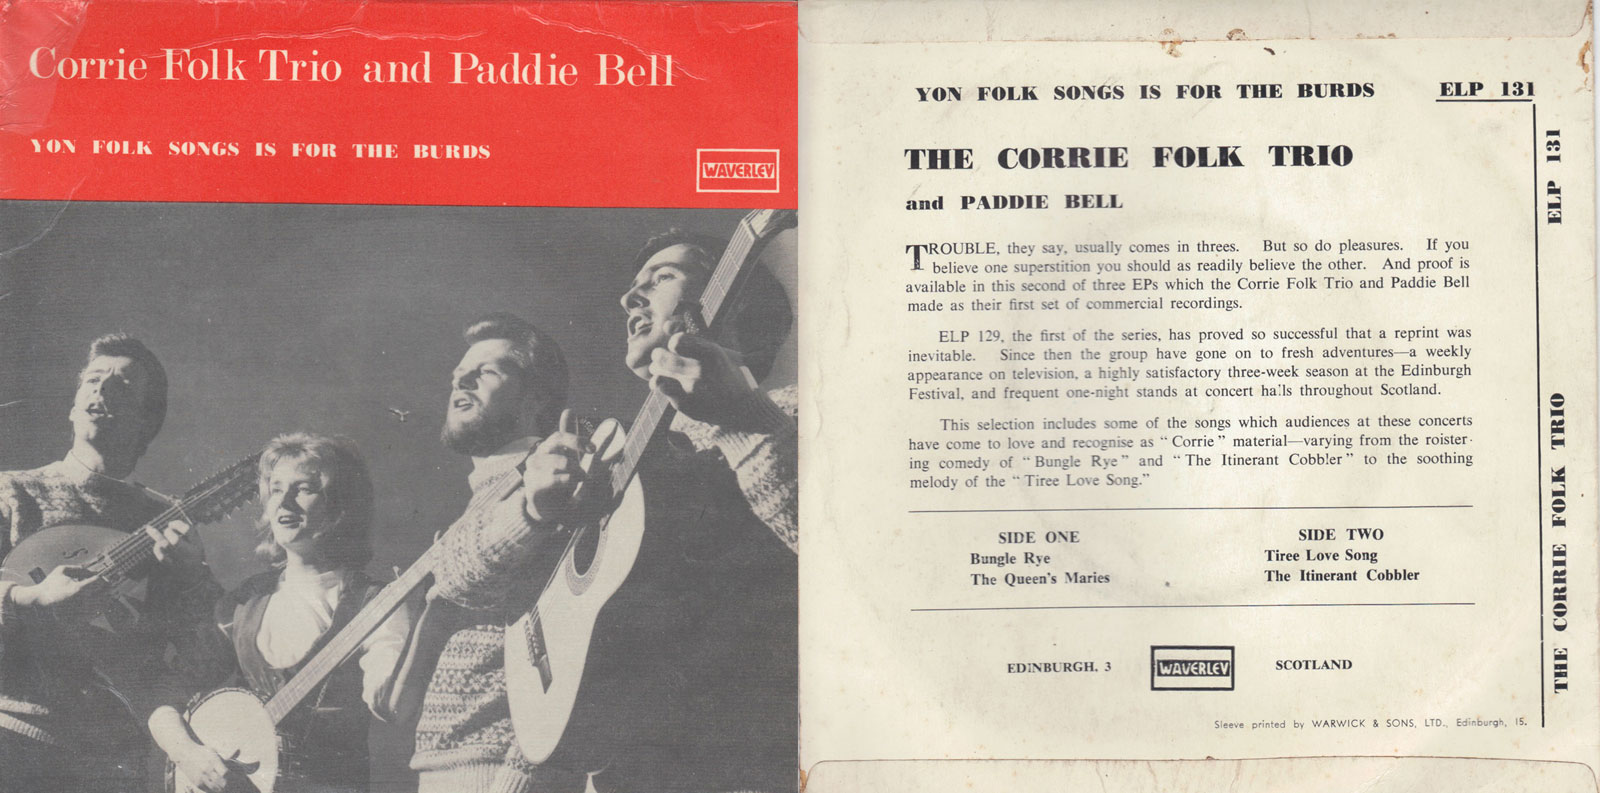 Corrie Folk Trio and Paddie Bell
YON FOLK SONGS IS FOR THE BURDS
WAVERLEY
YON FOLK SONGS IS FOR THE BURDS
ELP 131
THE CORRIE FOLK TRIO
and PADDIE BELL
TROUBLE, they say, usually comes in threes. But so do pleasures. If you
believe one superstition you should as readily believe the other. And proof is
available in this second of three EPs which the Corrie Folk Trio and Paddie Bell
made as their first set of commercial recordings.
ELP 129, the first of the series, has proved so successful that a reprint was
inevitable. Since then the group have gone on to fresh adventures—a weekly
appearance on television, a highly satisfactory three-week season at the Edinburgh
Festival, and frequent one-night stands at concert halls throughout Scotland.
This selection includes some of the songs which audiences at these concerts
have come to love and recognise as “Corrie” material—varying from the roister-
ing comedy of “Bungle Rye” and “The Itinerant Cobbler” to the soothing
melody of the “Tiree Love Song.”
SIDE ONE
Bungle Rye
The Queen's Maries
SIDE TWO
Tiree Love Song
The Itinerant Cobbler
EDINBURGH. 3
WAVERLEY
SCOTLAND
Sleeve printed by WARWICK & SONS, LTD., Edinburgh, 15.
ELP 131
THE CORRIE FOLK TRIO